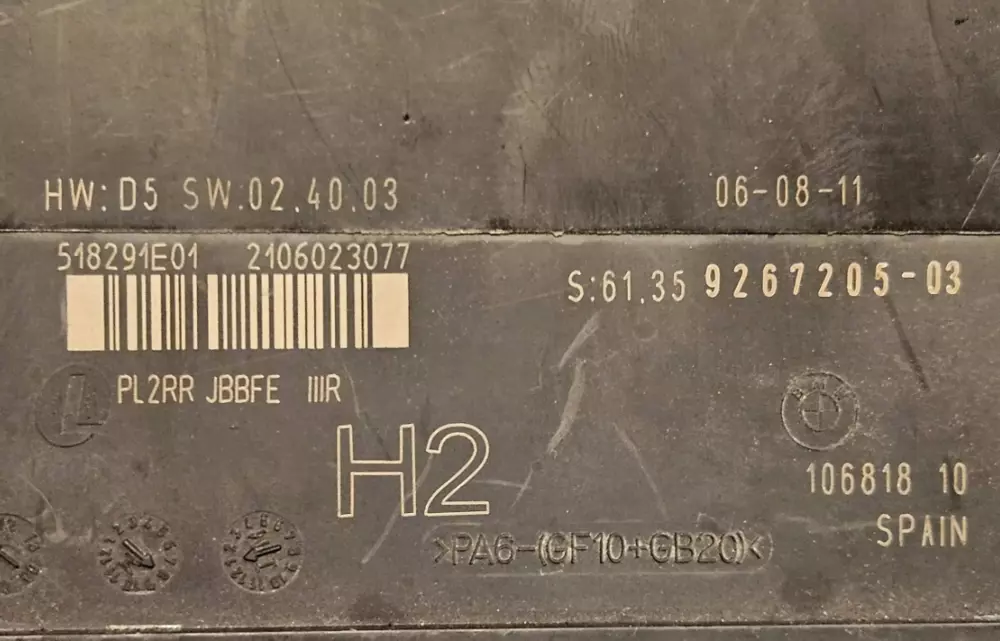 HW: D5 SW.02.40.03
06-08-11
518291E01 2106023077
S:61.35 9267205-03
PL2RR JBBFE IIIR
H2
106818 10
SPAIN
>PA6-(GF10+GB20)<